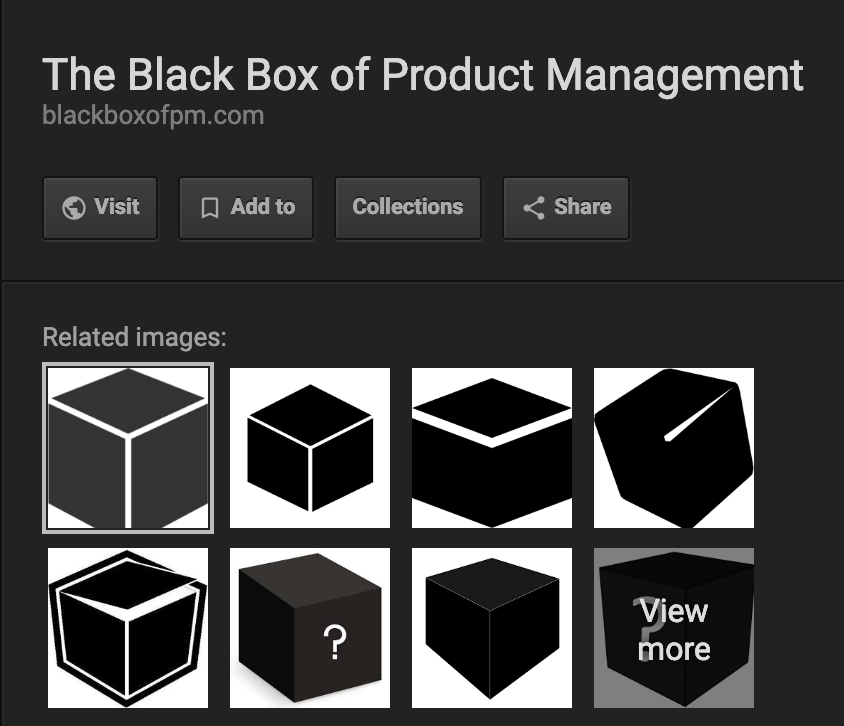 The Black Box of Product Management
blackboxofpm.com
Visit
Add to
Collections
Share
Related images:
?
?
View
more